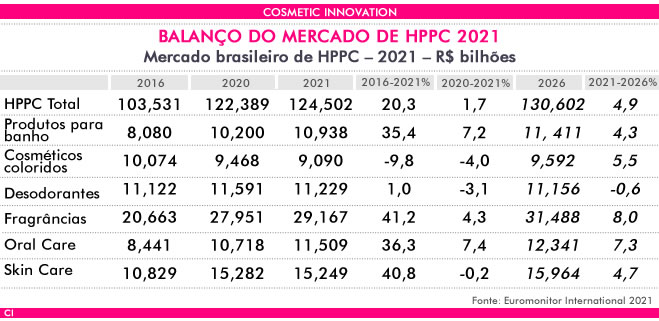 COSMETIC INNOVATION
BALANÇO DO MERCADO DE HPPC 2021
Mercado brasileiro de HPPC – 2021 – R$ bilhões
2016 2020 2021 2016-2021% 2020-2021% 2026 2021-2026%
HPPC Total 103,531 122,389 124,502 20,3 1,7 130,602 4,9
Produtos para
banho 8,080 10,200 10,938 35,4 7,2 11, 411 4,3
Cosméticos
coloridos 10,074 9,468 9,090 -9,8 -4,0 9,592 5,5
Desodorantes 11,122 11,591 11,229 1,0 -3,1 11,156 -0,6
Fragrâncias 20,663 27,951 29,167 41,2 4,3 31,488 8,0
Oral Care 8,441 10,718 11,509 36,3 7,4 12,341 7,3
Skin Care 10,829 15,282 15,249 40,8 -0,2 15,964 4,7
Fonte: Euromonitor International 2021
CI